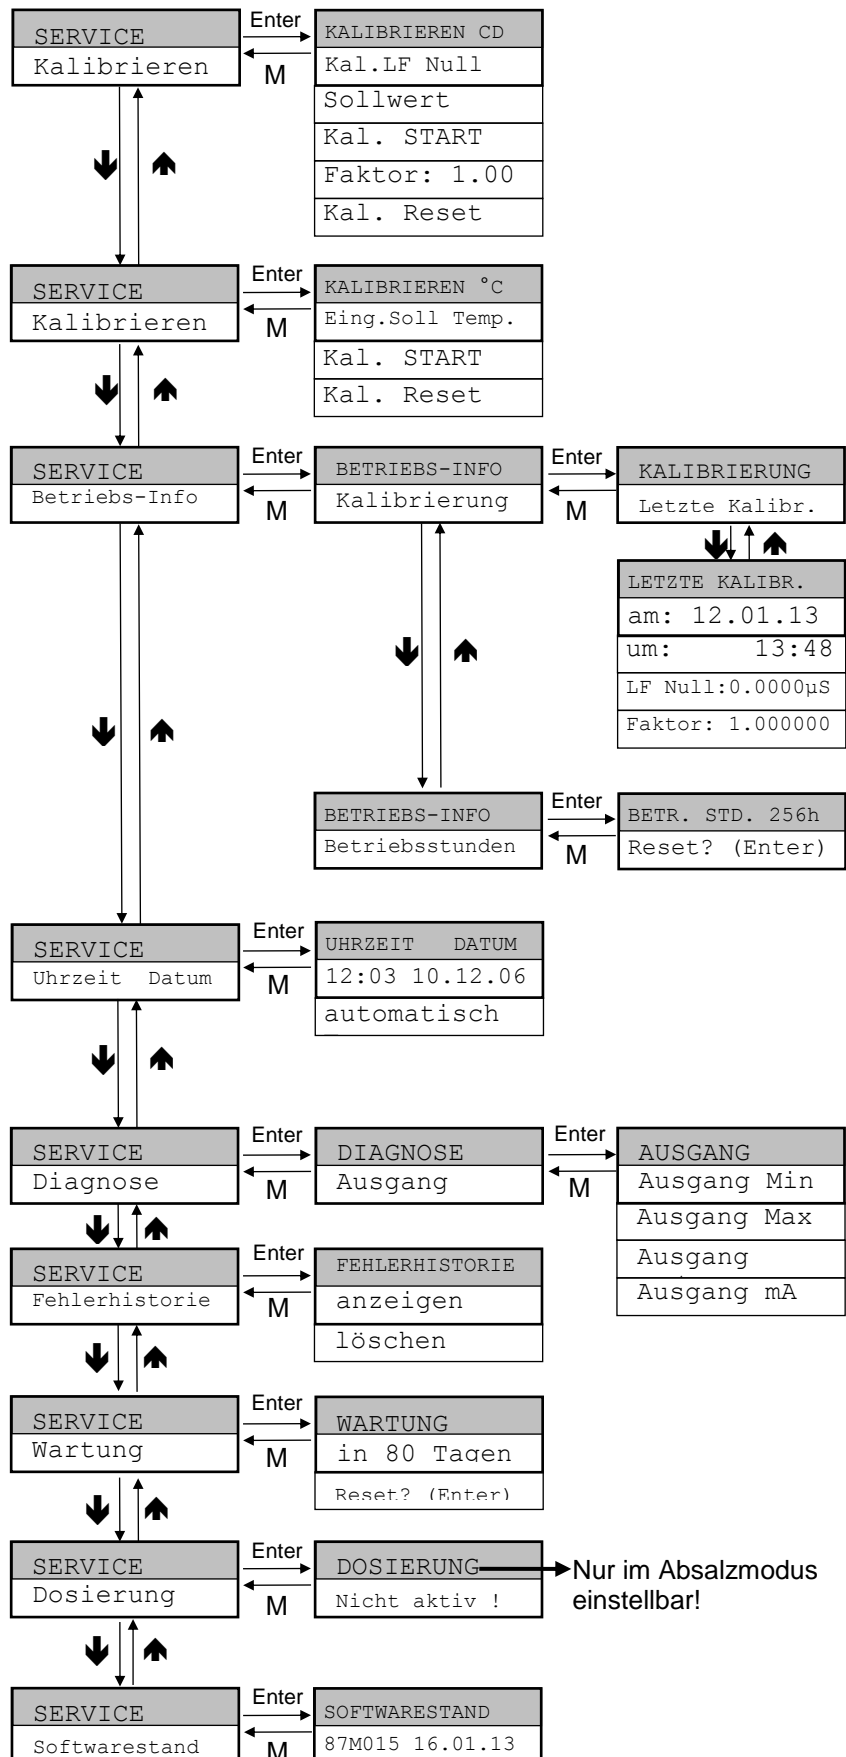 SERVICE
Kalibrieren
Enter
M
KALIBRIEREN CD
Kal.LF Null
Sollwert
Kal. START
Faktor: 1.00
Kal. Reset
SERVICE
Kalibrieren
Enter
M
KALIBRIEREN °C
Eing.Soll Temp.
Kal. START
Kal. Reset
SERVICE
Betriebs-Info
Enter
M
BETRIEBS-INFO
Kalibrierung
Enter
M
KALIBRIERUNG
Letzte Kalibr.
LETZTE KALIBR.
am: 12.01.13
um: 13:48
LF Null:0.0000µS
Faktor: 1.000000
BETRIEBS-INFO
Betriebsstunden
Enter
M
BETR. STD. 256h
Reset? (Enter)
SERVICE
Uhrzeit Datum
Enter
M
UHRZEIT DATUM
12:03 10.12.06
automatisch
SERVICE
Diagnose
Enter
M
DIAGNOSE
Ausgang
Enter
M
AUSGANG
Ausgang Min
Ausgang Max
Ausgang
Ausgang mA
SERVICE
Fehlerhistorie
Enter
M
FEHLERHISTORIE
anzeigen
löschen
SERVICE
Wartung
Enter
M
WARTUNG
in 80 Tagen
Reset? (Enter)
SERVICE
Dosierung
Enter
M
DOSIERUNG
Nicht aktiv !
Nur im Absalzmodus
einstellbar!
SERVICE
Softwarestand
Enter
M
SOFTWARESTAND
87M015 16.01.13